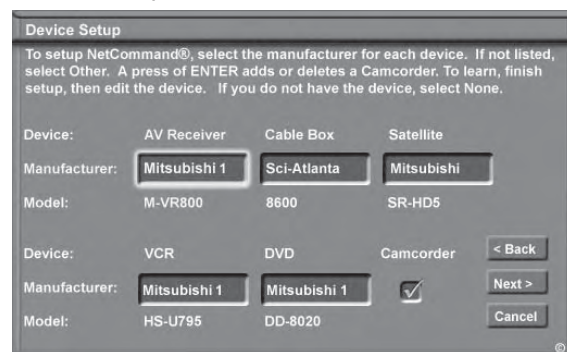 Device Setup
To setup NetCommand®, select the manufacturer for each device. If not listed,
select Other. A press of ENTER adds or deletes a Camcorder. To learn, finish
setup, then edit the device. If you do not have the device, select None.
Device: AV Receiver Cable Box Satellite
Manufacturer: Mitsubishi 1 Sci-Atlanta Mitsubishi
Model: M-VR800 8600 SR-HD5
Device: VCR DVD Camcorder < Back
Manufacturer: Mitsubishi 1 Mitsubishi 1 Next >
Model: HS-U795 DD-8020 Cancel
©